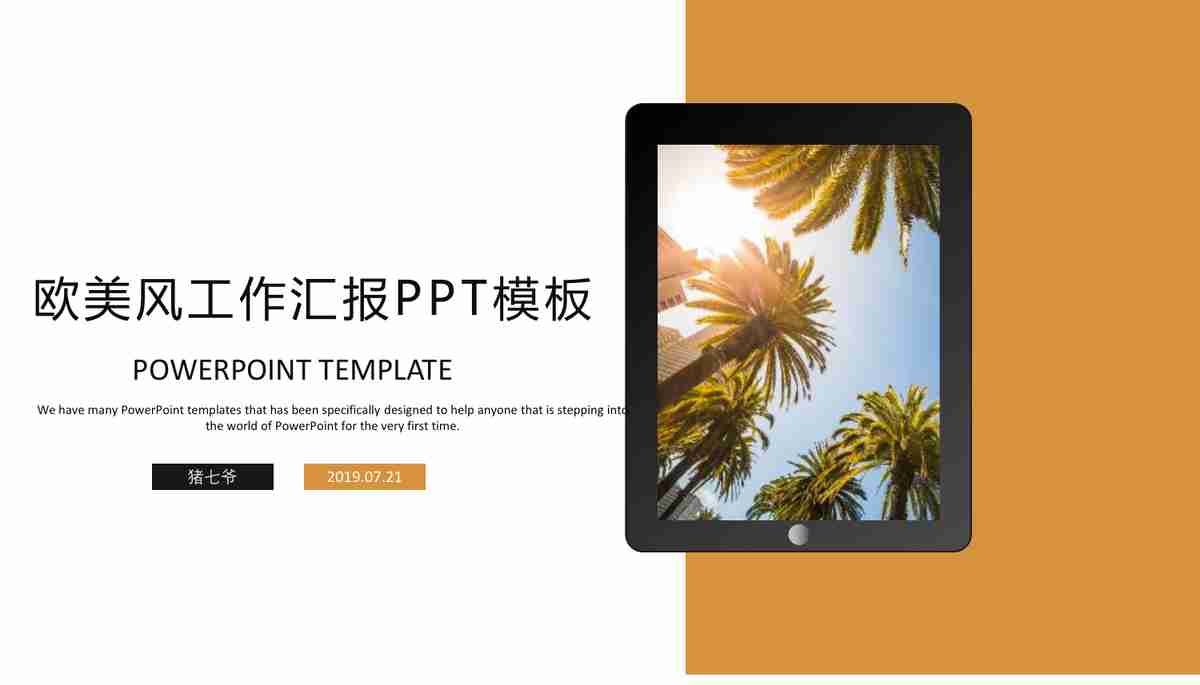 欧美风工作汇报PPT模板
POWERPOINT TEMPLATE
We have many PowerPoint templates that has been specifically designed to help anyone that is stepping into
the world of PowerPoint for the very first time.
猪七爷
2019.07.21